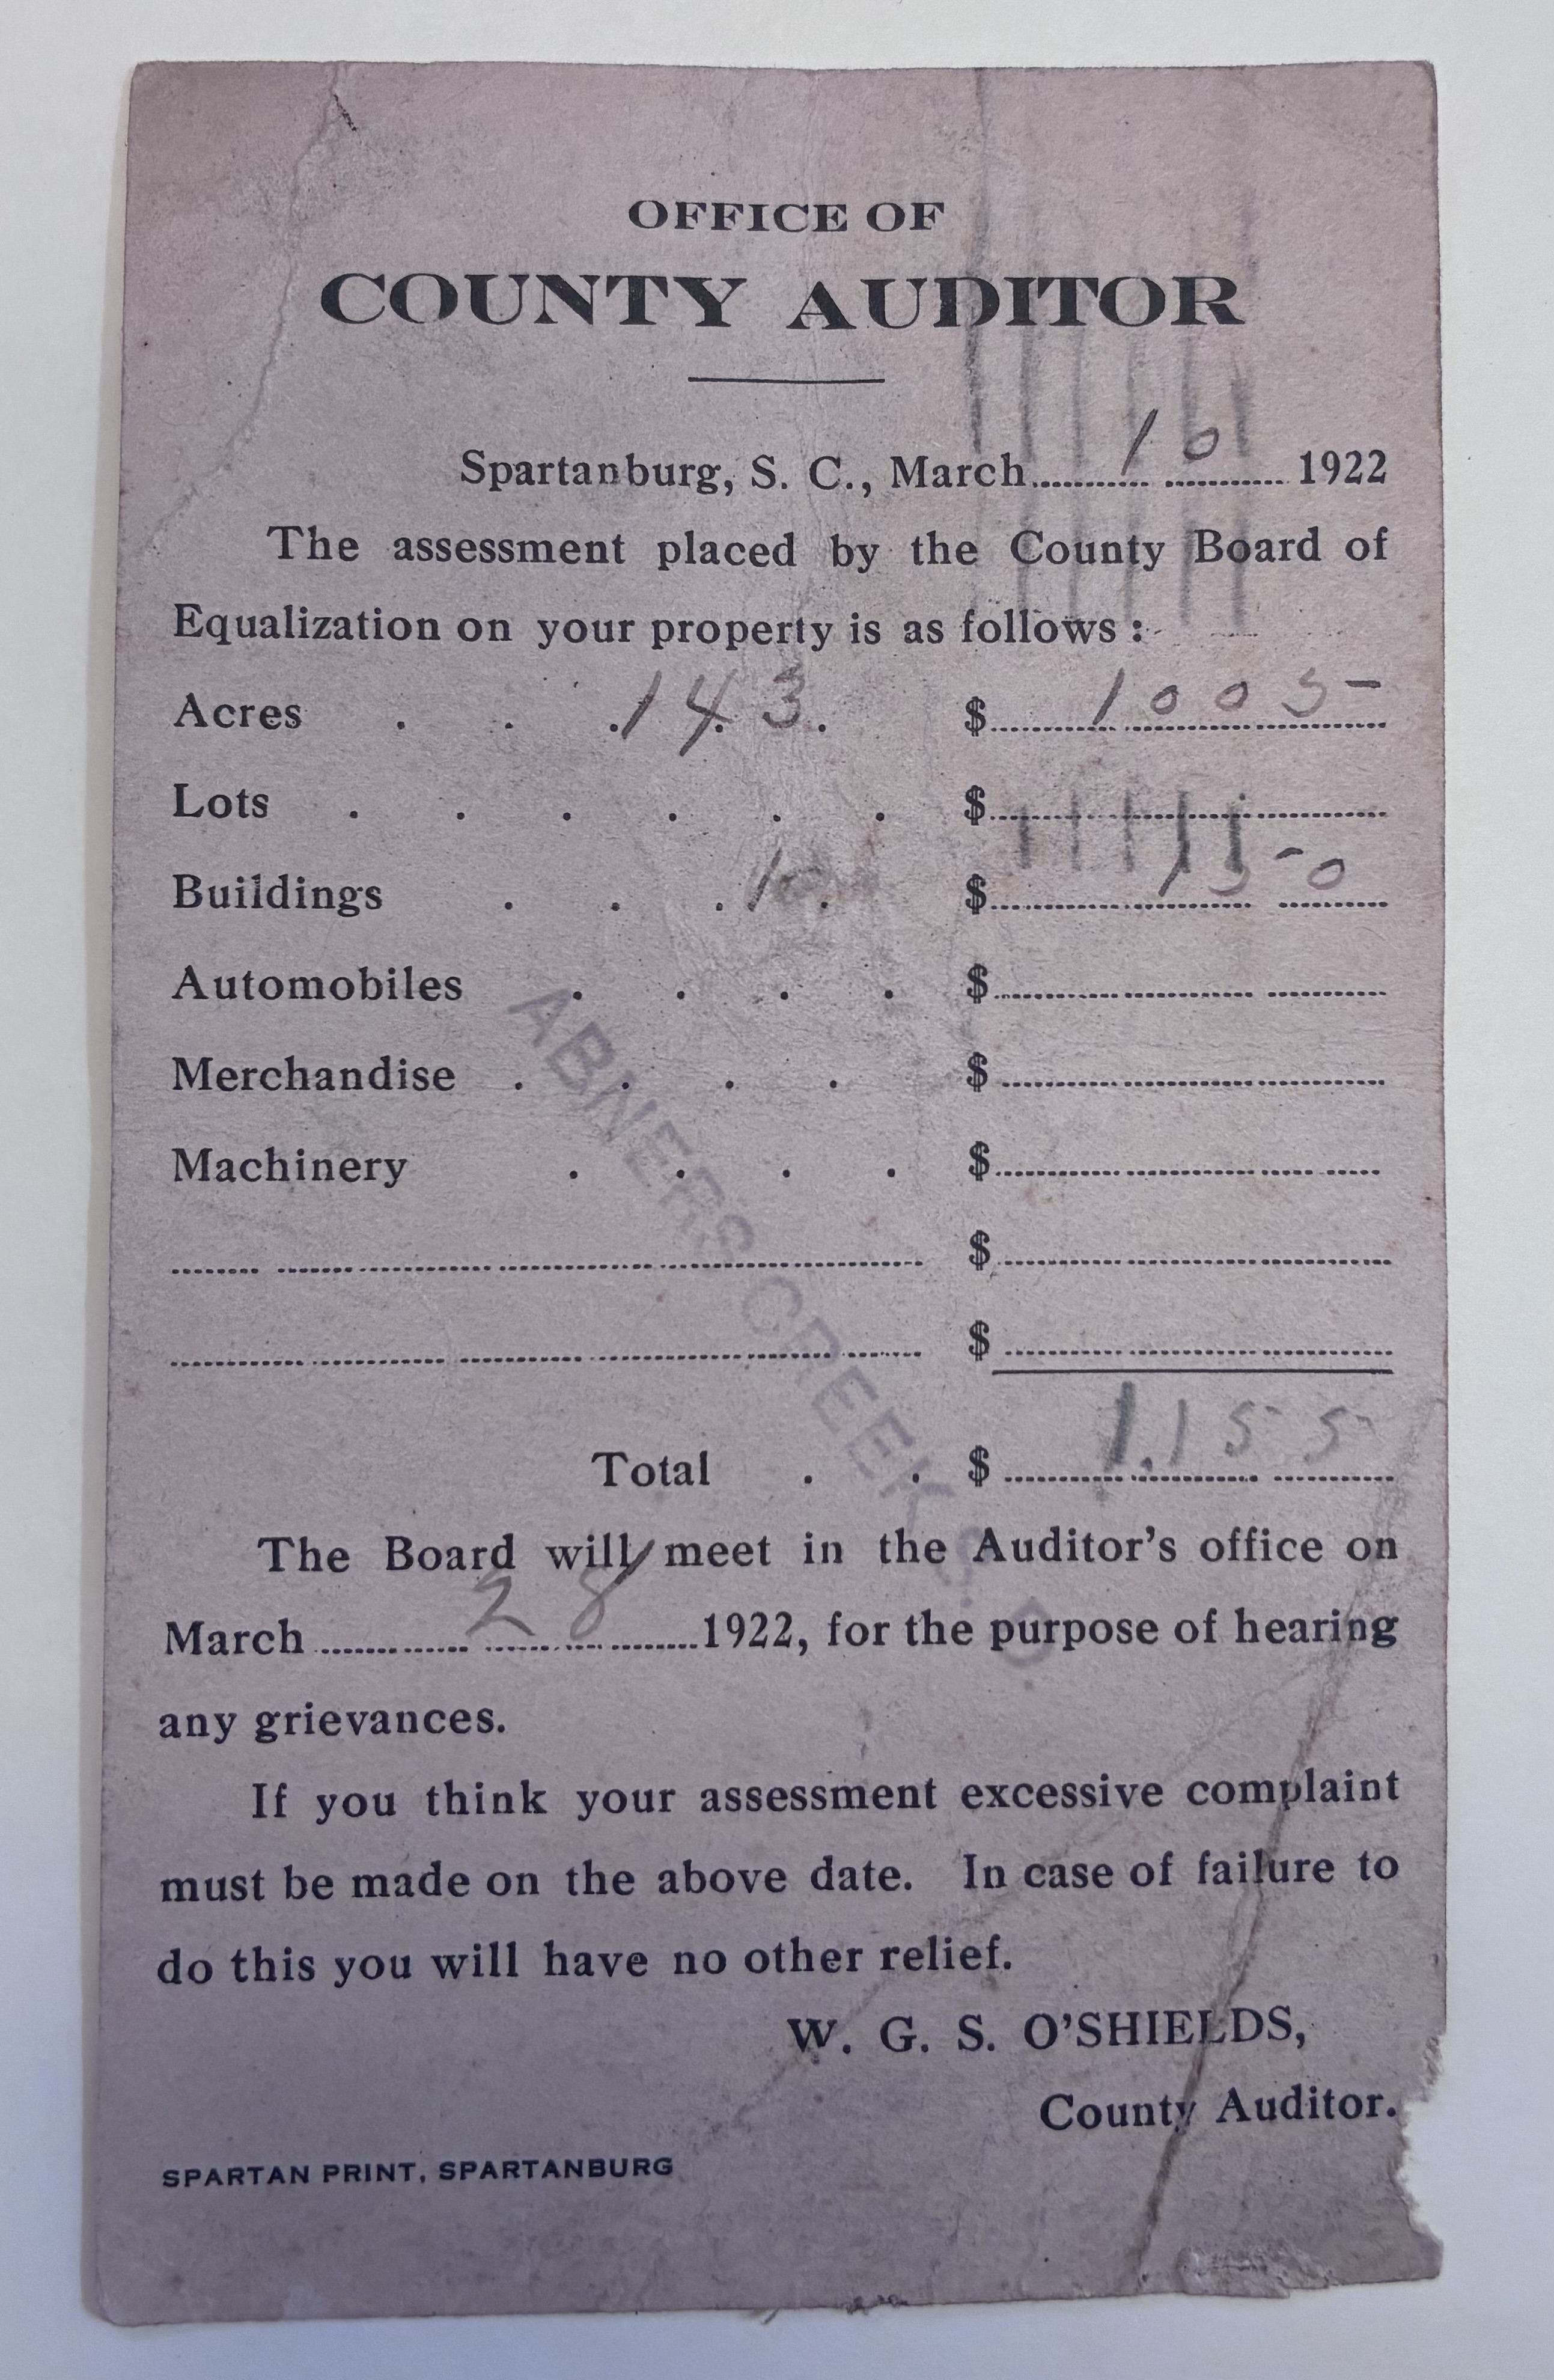 OFFICE OF
COUNTY AUDITOR
Spartanburg, S. C., March 10 1922
The assessment placed by the County Board of
Equalization on your property is as follows:
Acres . . . 143 . $ 1005
Lots . . . . . . $
Buildings . . . 1 . $ 150
Automobiles . . . . $
Merchandise . . . . $
Machinery . . . . $
$
$
Total . . $ 1,155
The Board will meet in the Auditor's office on
March 28 1922, for the purpose of hearing
any grievances.
If you think your assessment excessive complaint
must be made on the above date. In case of failure to
do this you will have no other relief.
W. G. S. O'SHIELDS,
County Auditor.
SPARTAN PRINT, SPARTANBURG
ABNERS CREEK